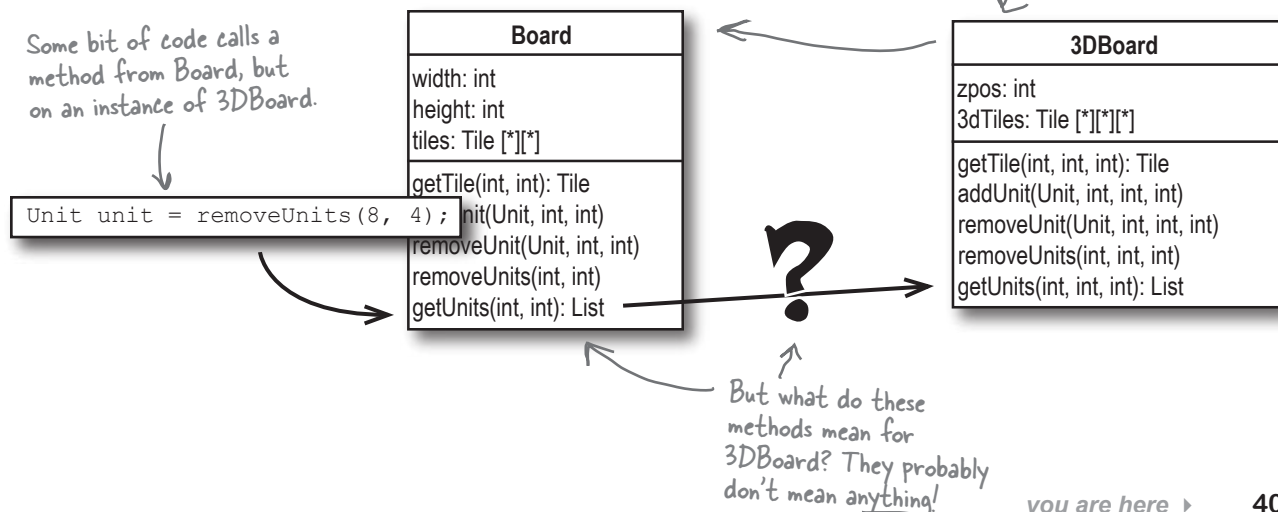 Some bit of code calls a
method from Board, but
on an instance of 3DBoard.
Unit unit = removeUnits(8, 4);
Board
width: int
height: int
tiles: Tile [*][*]
getTile(int, int): Tile
nit(Unit, int, int)
removeUnit(Unit, int, int)
removeUnits(int, int)
getUnits(int, int): List
?
3DBoard
zpos: int
3dTiles: Tile [*][*][*]
getTile(int, int, int): Tile
addUnit(Unit, int, int, int)
removeUnit(Unit, int, int, int)
removeUnits(int, int, int)
getUnits(int, int, int): List
But what do these
methods mean for
3DBoard? They probably
don't mean anything!
you are here ▸ 40